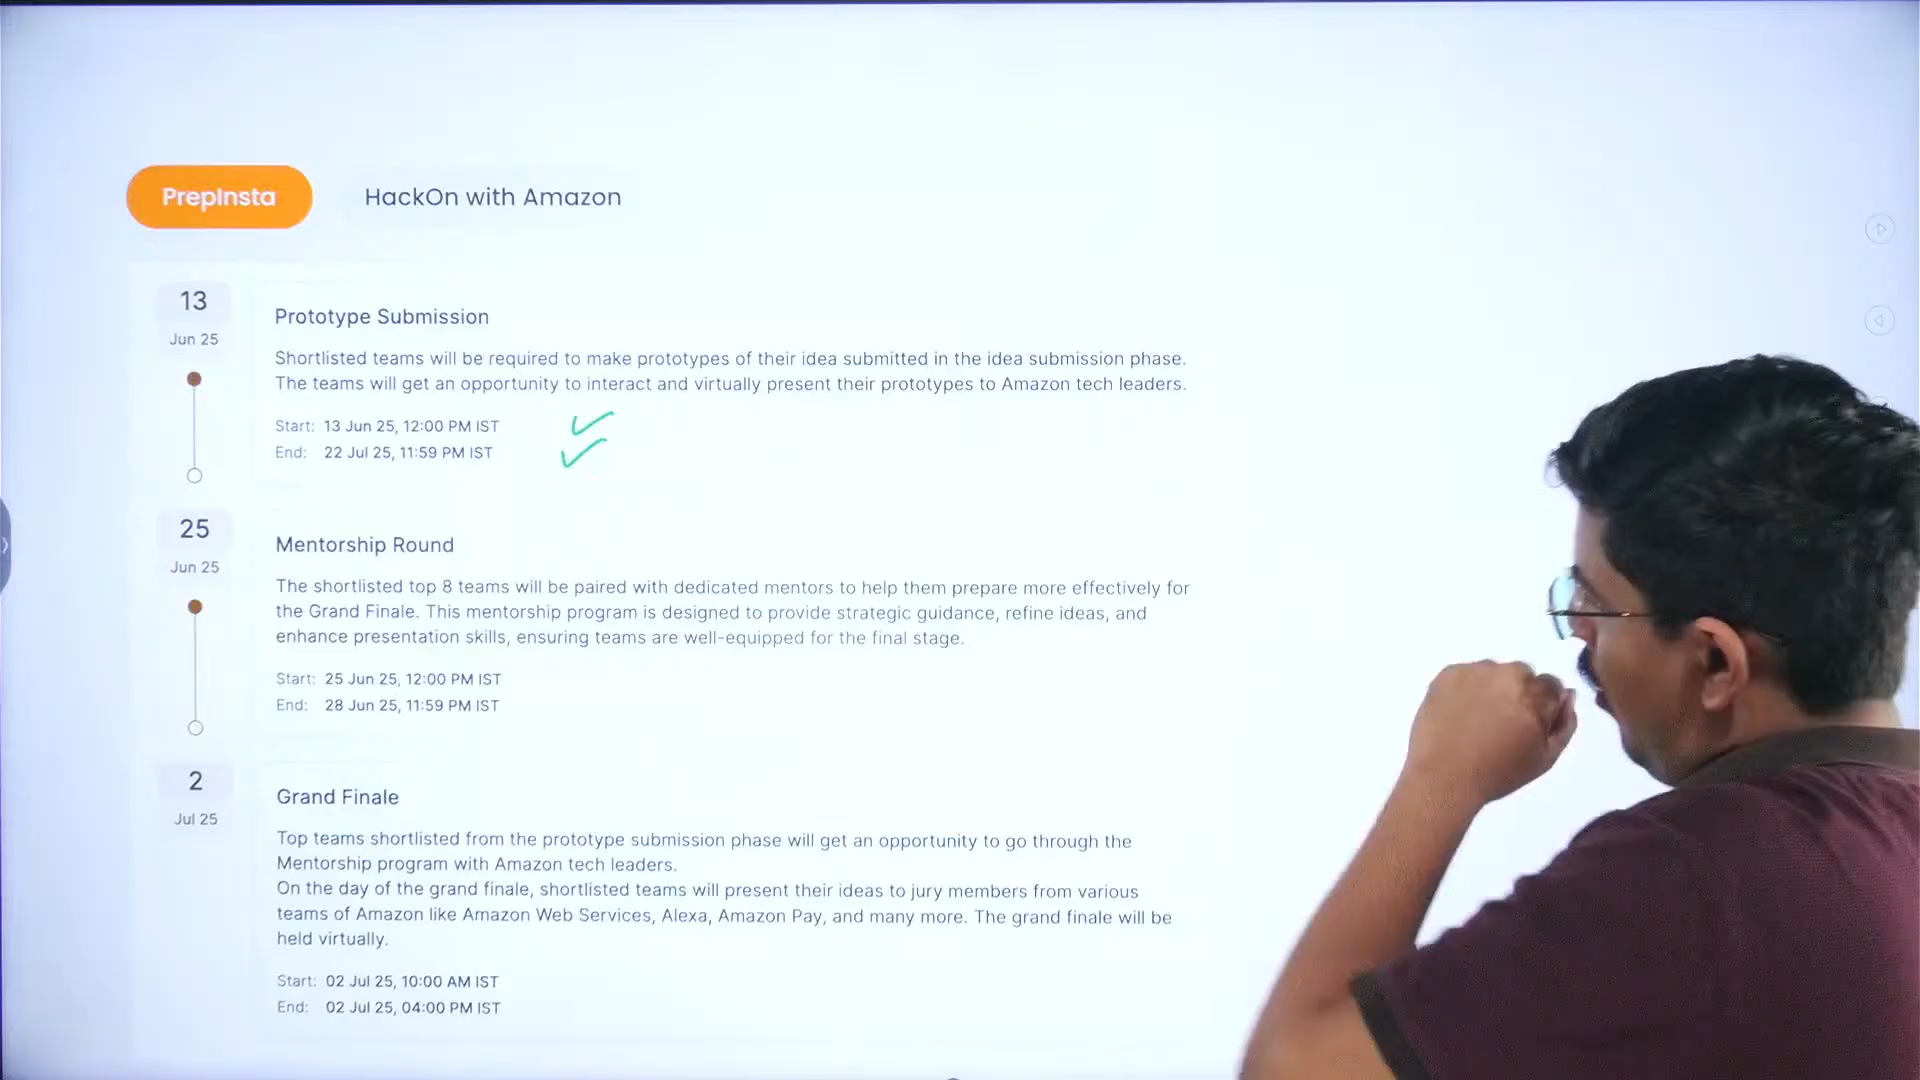 PrepInsta
HackOn with Amazon
13
Jun 25
Prototype Submission
Shortlisted teams will be required to make prototypes of their idea submitted in the idea submission phase.
The teams will get an opportunity to interact and virtually present their prototypes to Amazon tech leaders.
Start: 13 Jun 25, 12:00 PM IST
End: 22 Jul 25, 11:59 PM IST
25
Jun 25
Mentorship Round
The shortlisted top 8 teams will be paired with dedicated mentors to help them prepare more effectively for
the Grand Finale. This mentorship program is designed to provide strategic guidance, refine ideas, and
enhance presentation skills, ensuring teams are well-equipped for the final stage.
Start: 25 Jun 25, 12:00 PM IST
End: 28 Jun 25, 11:59 PM IST
2
Jul 25
Grand Finale
Top teams shortlisted from the prototype submission phase will get an opportunity to go through the
Mentorship program with Amazon tech leaders.
On the day of the grand finale, shortlisted teams will present their ideas to jury members from various
teams of Amazon like Amazon Web Services, Alexa, Amazon Pay, and many more. The grand finale will be
held virtually.
Start: 02 Jul 25, 10:00 AM IST
End: 02 Jul 25, 04:00 PM IST